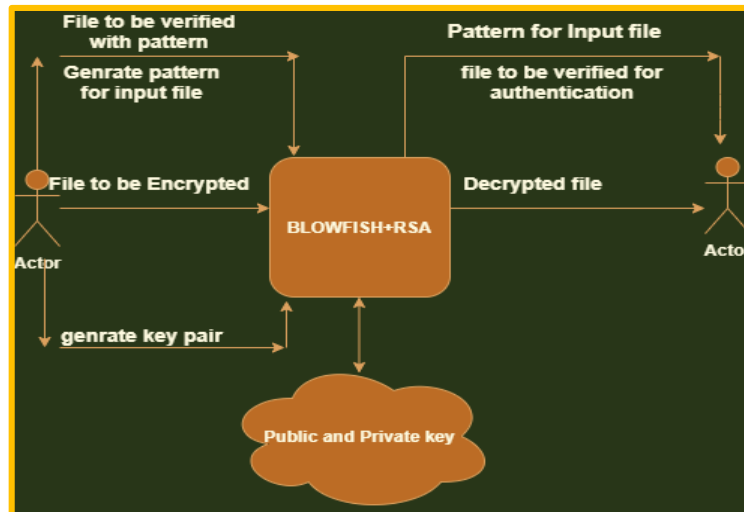 File to be verified
with pattern
Genrate pattern
for input file
Pattern for Input file
file to be verified for
authentication
File to be Encrypted
BLOWFISH+RSA
Decrypted file
Actor
Acto
genrate key pair
Public and Private key